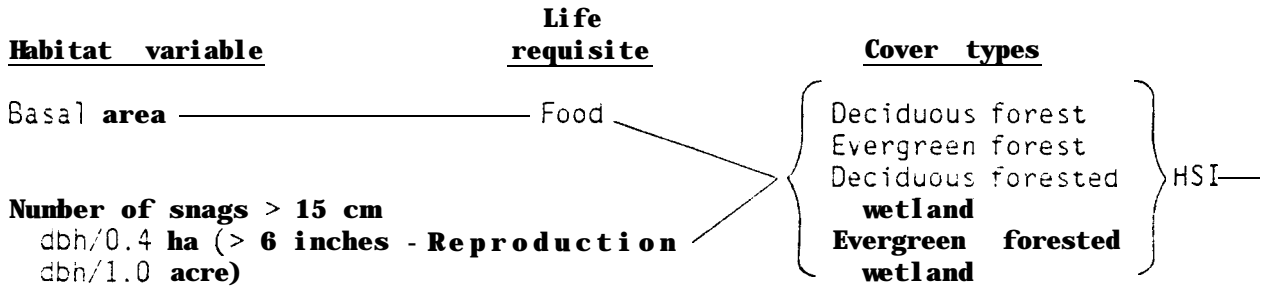 Life
Habitat variable requisite Cover types
Basal area Food Deciduous forest
Evergreen forest
Deciduous forested HSI
Number of snags > 15 cm wetland
dbh/0.4 ha (> 6 inches - Reproduction Evergreen forested
dbh/1.0 acre) wetland